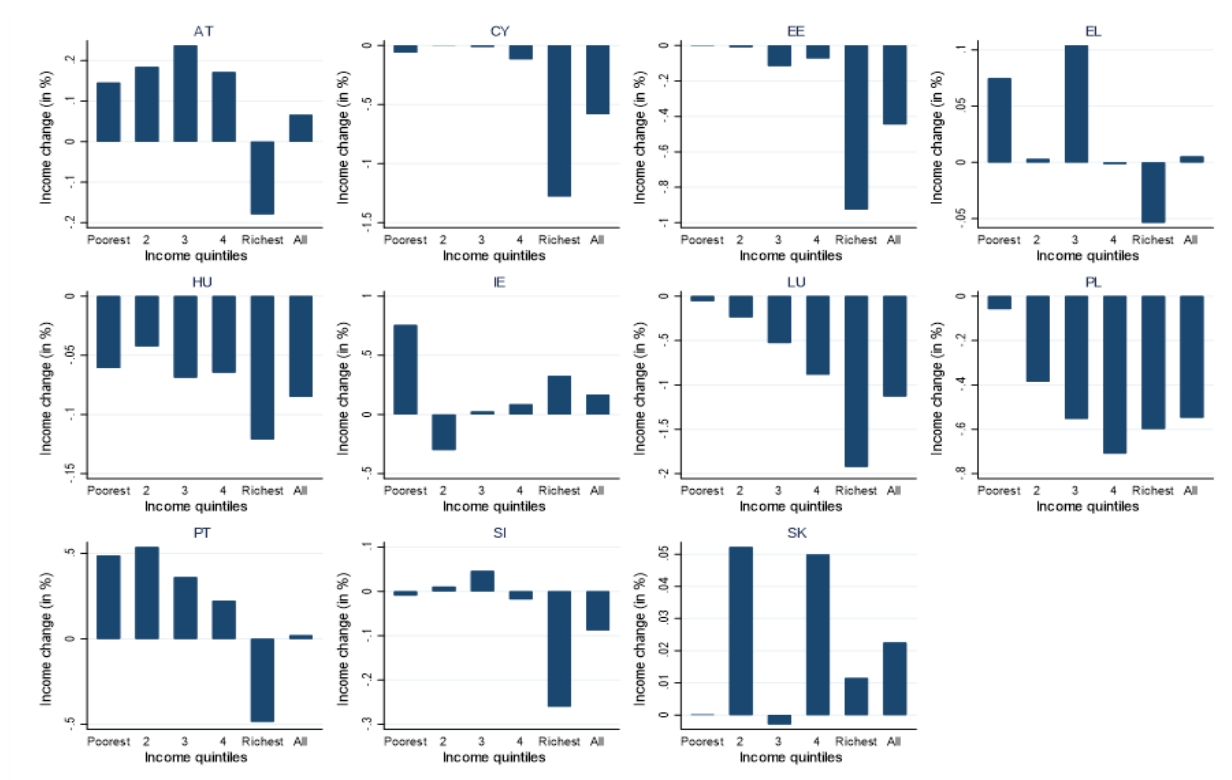 AT
Income change (in %)
.2
.1
0
-.1
-.2
Poorest 2 3 4 Richest All
Income quintiles
CY
Income change (in %)
0
-.5
-1
-1.5
Poorest 2 3 4 Richest All
Income quintiles
EE
Income change (in %)
0
-.2
-.4
-.6
-.8
-1
Poorest 2 3 4 Richest All
Income quintiles
EL
Income change (in %)
.1
.05
0
-.05
Poorest 2 3 4 Richest All
Income quintiles
HU
Income change (in %)
0
-.05
-.1
-.15
Poorest 2 3 4 Richest All
Income quintiles
IE
Income change (in %)
1
.5
0
-.5
Poorest 2 3 4 Richest All
Income quintiles
LU
Income change (in %)
0
-.5
-1
-1.5
-2
Poorest 2 3 4 Richest All
Income quintiles
PL
Income change (in %)
0
-.2
-.4
-.6
-.8
Poorest 2 3 4 Richest All
Income quintiles
PT
Income change (in %)
.5
0
-.5
Poorest 2 3 4 Richest All
Income quintiles
SI
Income change (in %)
.1
0
-.1
-.2
-.3
Poorest 2 3 4 Richest All
Income quintiles
SK
Income change (in %)
.05
.04
.03
.02
.01
0
Poorest 2 3 4 Richest All
Income quintiles